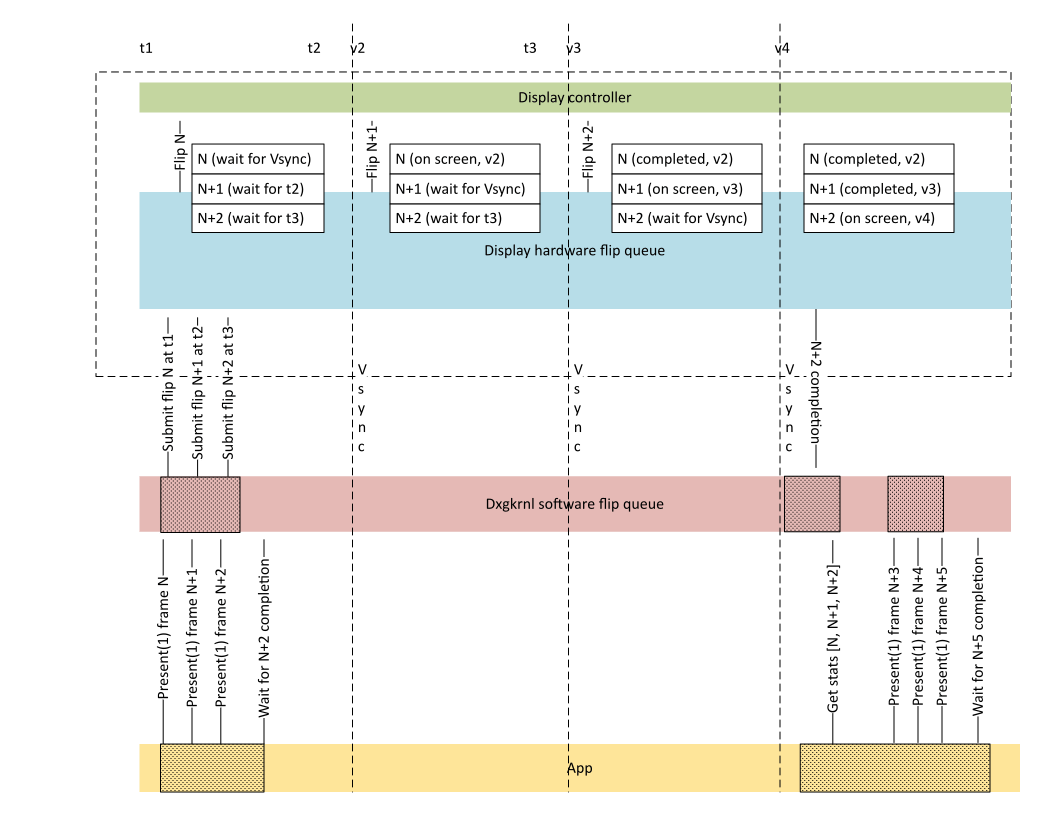 t1 t2 v2 t3 v3 v4
Display controller
Flip N
N (wait for Vsync)
N+1 (wait for t2)
N+2 (wait for t3)
Flip N+1
N (on screen, v2)
N+1 (wait for Vsync)
N+2 (wait for t3)
Flip N+2
N (completed, v2)
N+1 (on screen, v3)
N+2 (wait for Vsync)
N (completed, v2)
N+1 (completed, v3)
N+2 (on screen, v4)
Display hardware flip queue
Submit flip N at t1
Submit flip N+1 at t2
Submit flip N+2 at t3
Vsync
Vsync
Vsync
N+2 completion
Dxgkrnl software flip queue
Present(1) frame N
Present(1) frame N+1
Present(1) frame N+2
Wait for N+2 completion
Get stats [N, N+1, N+2]
Present(1) frame N+3
Present(1) frame N+4
Present(1) frame N+5
Wait for N+5 completion
App